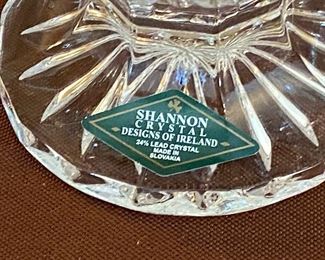 SHANNON
CRYSTAL
DESIGNS OF IRELAND
24% LEAD CRYSTAL
MADE IN
SLOVAKIA